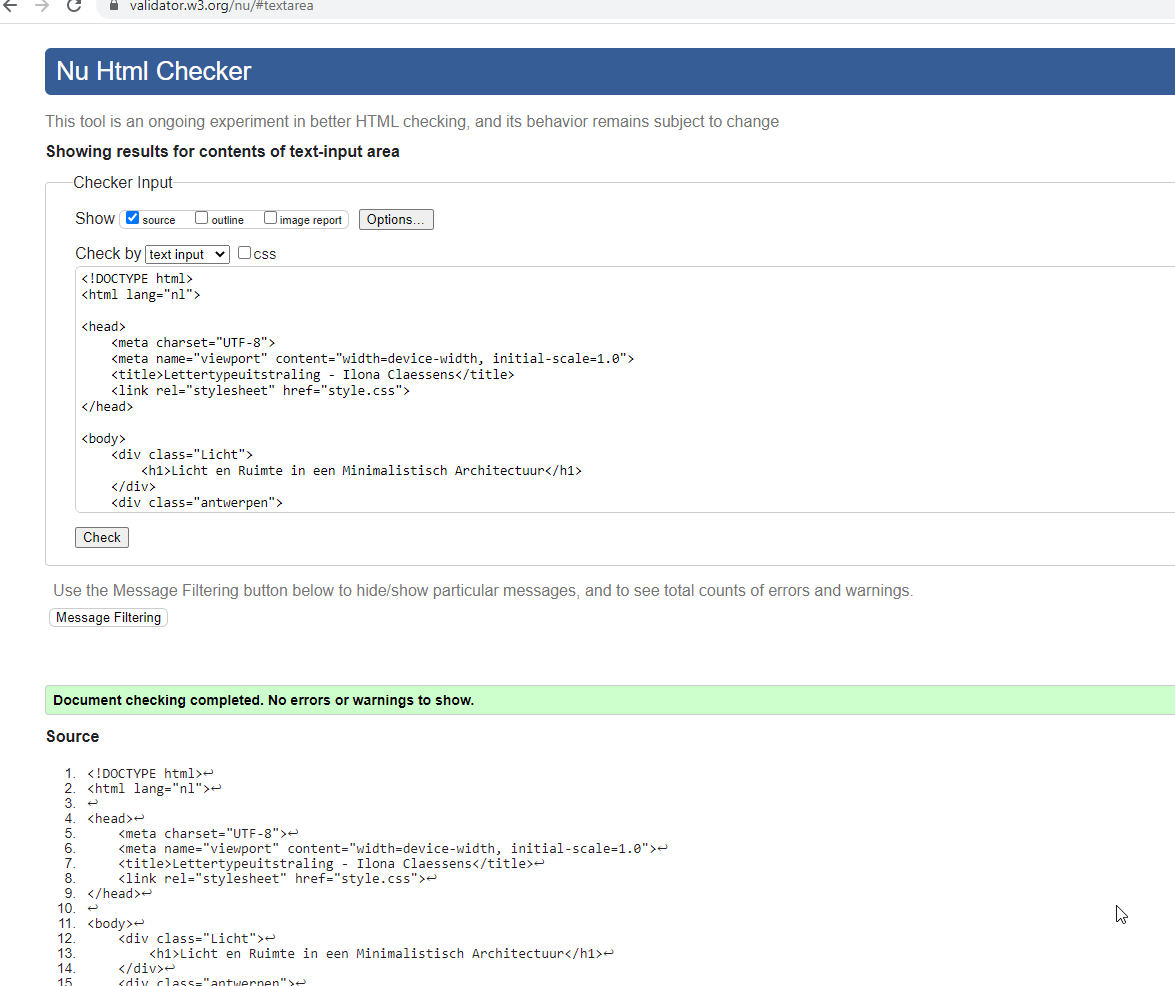 validator.w3.org/nu/#textarea
Nu Html Checker
This tool is an ongoing experiment in better HTML checking, and its behavior remains subject to change
Showing results for contents of text-input area
Checker Input
Show source outline image report Options...
Check by text input css
<!DOCTYPE html>
<html lang="nl">
<head>
<meta charset="UTF-8">
<meta name="viewport" content="width=device-width, initial-scale=1.0">
<title>Lettertypeuitstraling - Ilona Claessens</title>
<link rel="stylesheet" href="style.css">
</head>
<body>
<div class="Licht">
<h1>Licht en Ruimte in een Minimalistisch Architectuur</h1>
</div>
<div class="antwerpen">
Check
Use the Message Filtering button below to hide/show particular messages, and to see total counts of errors and warnings.
Message Filtering
Document checking completed. No errors or warnings to show.
Source
1. <!DOCTYPE html>↩
2. <html lang="nl">↩
3. ↩
4. <head>↩
5. <meta charset="UTF-8">↩
6. <meta name="viewport" content="width=device-width, initial-scale=1.0">↩
7. <title>Lettertypeuitstraling - Ilona Claessens</title>↩
8. <link rel="stylesheet" href="style.css">↩
9. </head>↩
10. ↩
11. <body>↩
12. <div class="Licht">↩
13. <h1>Licht en Ruimte in een Minimalistisch Architectuur</h1>↩
14. </div>↩
15. <div class="antwerpen">↩